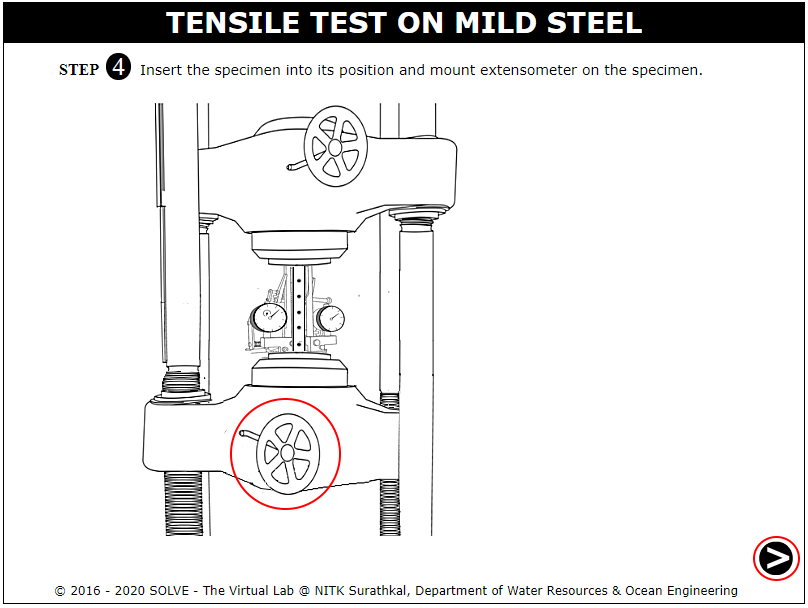 TENSILE TEST ON MILD STEEL
STEP 4 Insert the specimen into its position and mount extensometer on the specimen.
© 2016 - 2020 SOLVE - The Virtual Lab @ NITK Surathkal, Department of Water Resources & Ocean Engineering